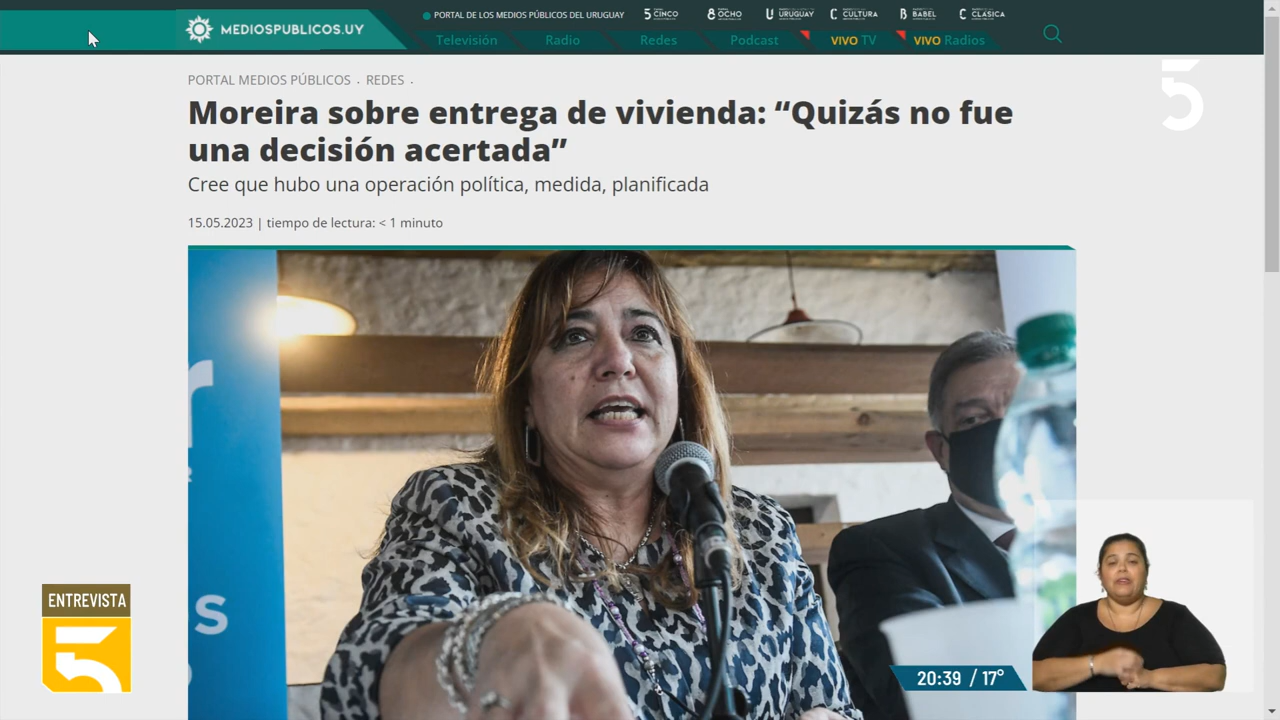 MEDIOSPUBLICOS.UY
PORTAL DE LOS MEDIOS PÚBLICOS DEL URUGUAY
5 CINCO
8 OCHO
U URUGUAY
C CULTURA
B BABEL
C CLASICA
Televisión
Radio
Redes
Podcast
VIVO TV
VIVO Radios
PORTAL MEDIOS PÚBLICOS . REDES .
Moreira sobre entrega de vivienda: “Quizás no fue
una decisión acertada”
Cree que hubo una operación política, medida, planificada
15.05.2023 | tiempo de lectura: < 1 minuto
5
r
s
ENTREVISTA
5
20:39 / 17°